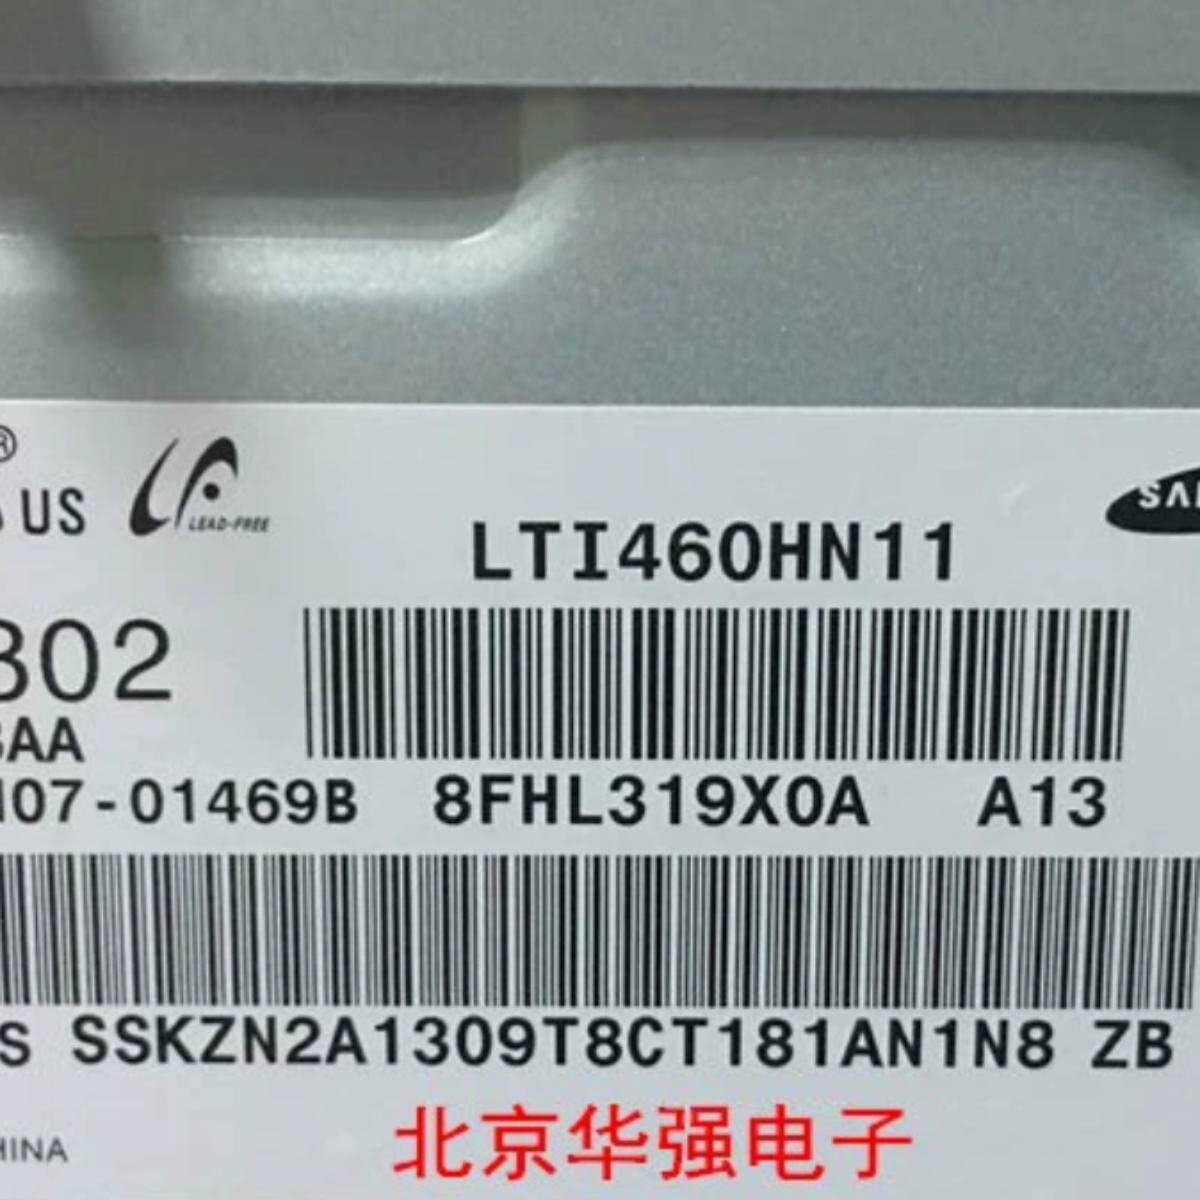 ®
US
LEAD-FREE
SA
LTI460HN11
302
AA
07-01469B 8FHL319X0A A13
S SSKZN2A1309T8CT181AN1N8 ZB
HINA
北京华强电子